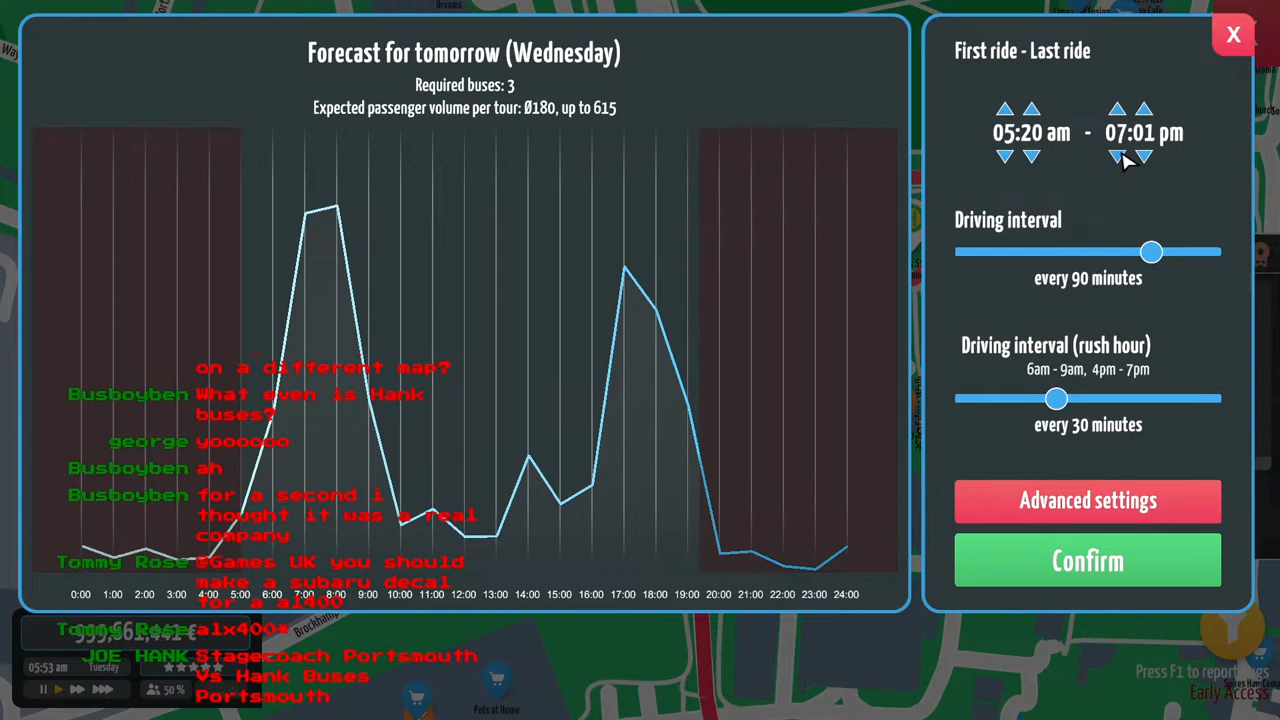 Forecast for tomorrow (Wednesday)
Required buses: 3
Expected passenger volume per tour: Ø180, up to 615
First ride - Last ride
X
05:20 am - 07:01 pm
Driving interval
every 90 minutes
Driving interval (rush hour)
6am - 9am, 4pm - 7pm
every 30 minutes
Advanced settings
Confirm
on a different map?
Busboyben What even is Hank
buses?
george yoooooo
Busboyben ah
Busboyben for a second i
thought it was a real
company
Tommy Rose @Games UK you should
make a subaru decal
for a al400
Tommy Rose alx400*
JOE HANK Stagecoach Portsmouth
Vs Hank Buses
Portsmouth
0:00 1:00 2:00 3:00 4:00 5:00 6:00 7:00 8:00 9:00 10:00 11:00 12:00 13:00 14:00 15:00 16:00 17:00 18:00 19:00 20:00 21:00 22:00 23:00 24:00
05:53 am Tuesday
50 %
Pets at Home
Press F1 to report bugs
Early Access